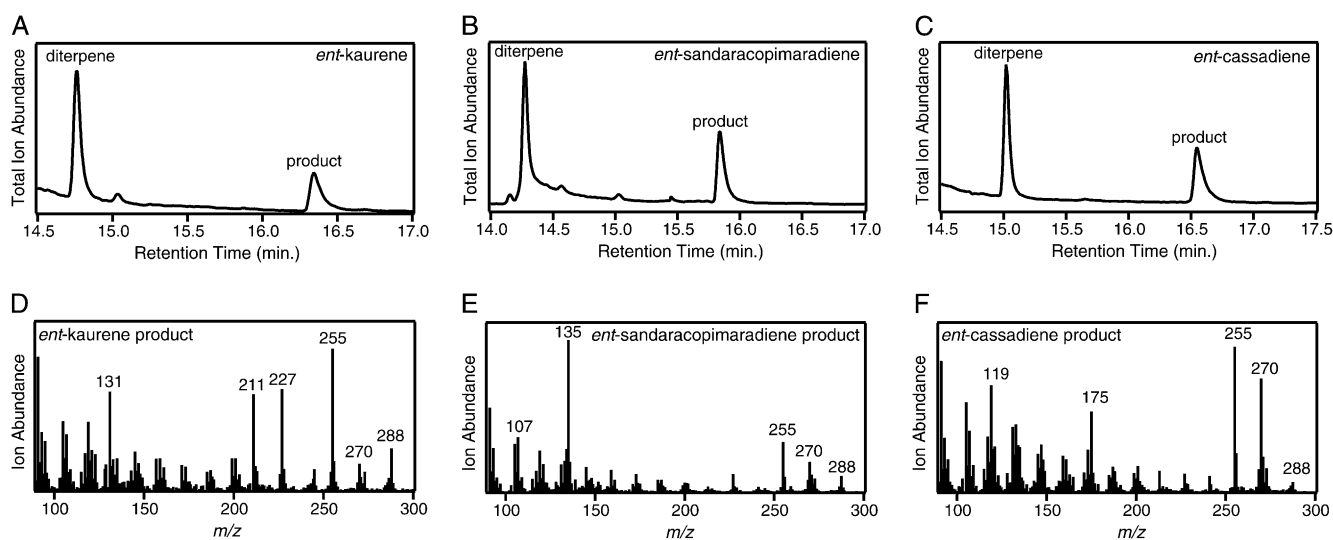 A
Total Ion Abundance
diterpene
ent-kaurene
product
14.5 15.0 15.5 16.0 16.5 17.0
Retention Time (min.)
B
Total Ion Abundance
diterpene
ent-sandaracopimaradiene
product
14.0 14.5 15.0 15.5 16.0 16.5 17.0
Retention Time (min.)
C
Total Ion Abundance
diterpene
ent-cassadiene
product
14.5 15.0 15.5 16.0 16.5 17.0 17.5
Retention Time (min.)
D
Ion Abundance
ent-kaurene product
131
211
227
255
270
288
100 150 200 250 300
m/z
E
Ion Abundance
135
ent-sandaracopimaradiene product
107
255
270
288
100 150 200 250 300
m/z
F
Ion Abundance
ent-cassadiene product
119
175
255
270
288
100 150 200 250 300
m/z